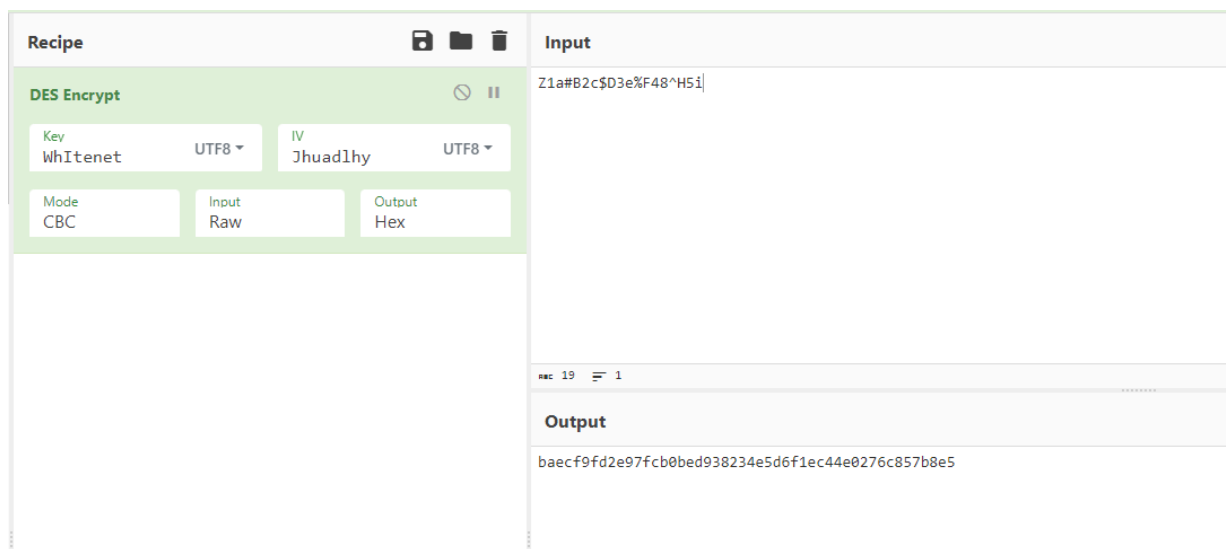 Recipe
DES Encrypt
Key
WhItenet
UTF8
IV
Jhuadlhy
UTF8
Mode
CBC
Input
Raw
Output
Hex
Input
Z1a#B2c$D3e%F48^H5i
ABC 19 1
Output
baecf9fd2e97fcb0bed938234e5d6f1ec44e0276c857b8e5